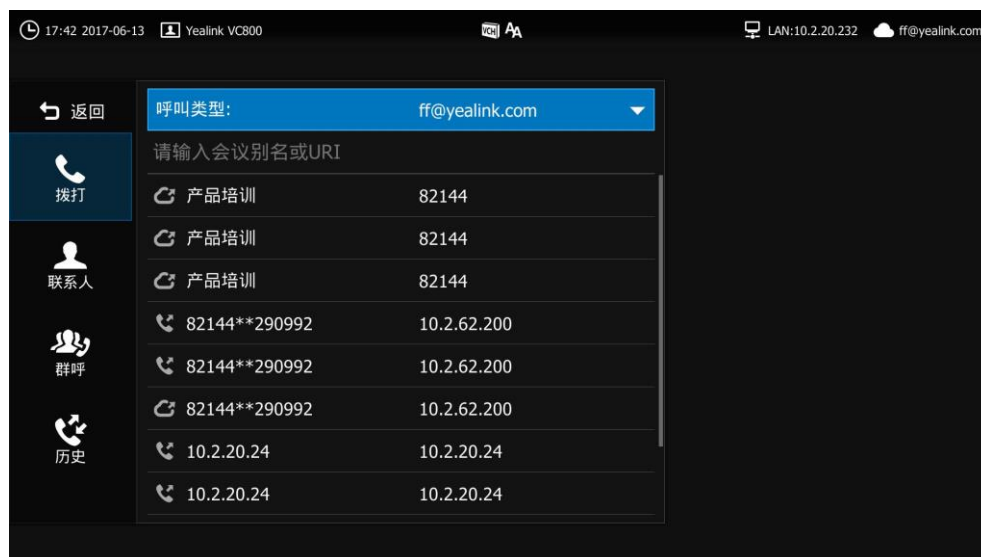 17:42 2017-06-13 Yealink VC800 VCH AA LAN:10.2.20.232 ff@yealink.com
返回
拨打
联系人
群呼
历史
呼叫类型: ff@yealink.com
请输入会议别名或URI
产品培训 82144
产品培训 82144
产品培训 82144
82144**290992 10.2.62.200
82144**290992 10.2.62.200
82144**290992 10.2.62.200
10.2.20.24 10.2.20.24
10.2.20.24 10.2.20.24